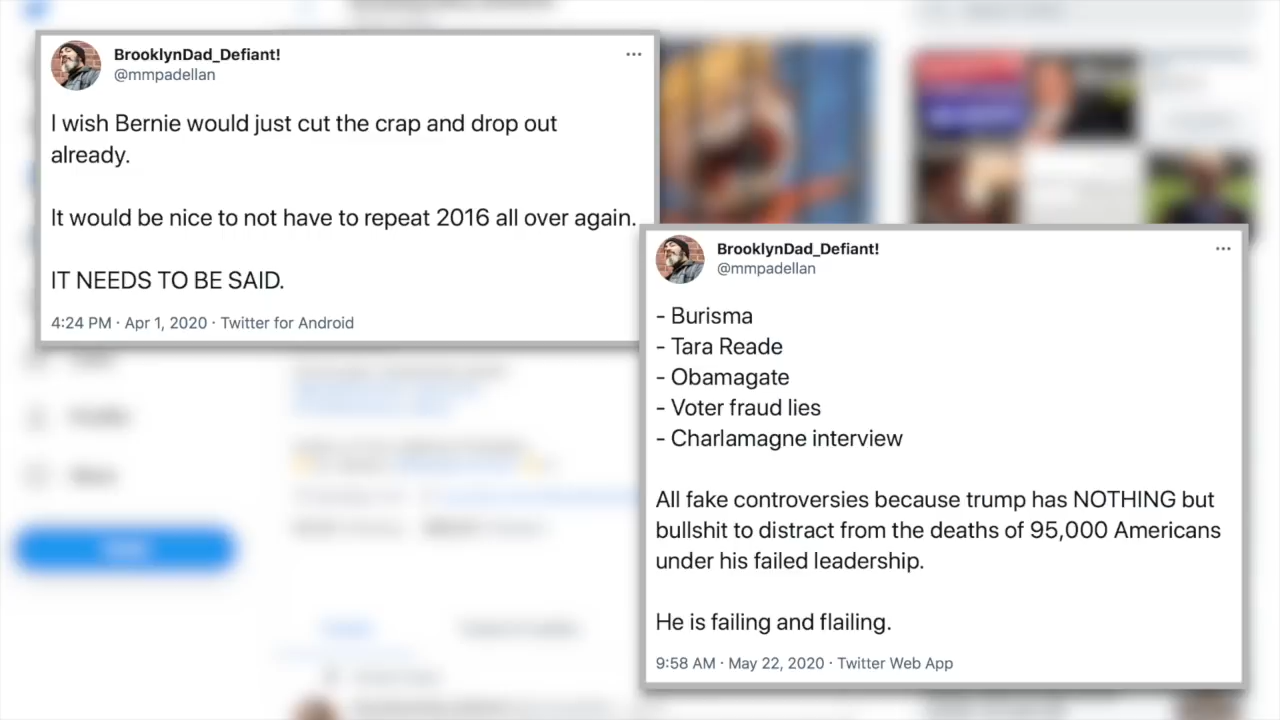 BrooklynDad_Defiant!
@mmpadellan
I wish Bernie would just cut the crap and drop out
already.
It would be nice to not have to repeat 2016 all over again.
IT NEEDS TO BE SAID.
4:24 PM · Apr 1, 2020 · Twitter for Android
BrooklynDad_Defiant!
@mmpadellan
- Burisma
- Tara Reade
- Obamagate
- Voter fraud lies
- Charlamagne interview
All fake controversies because trump has NOTHING but
bullshit to distract from the deaths of 95,000 Americans
under his failed leadership.
He is failing and flailing.
9:58 AM · May 22, 2020 · Twitter Web App